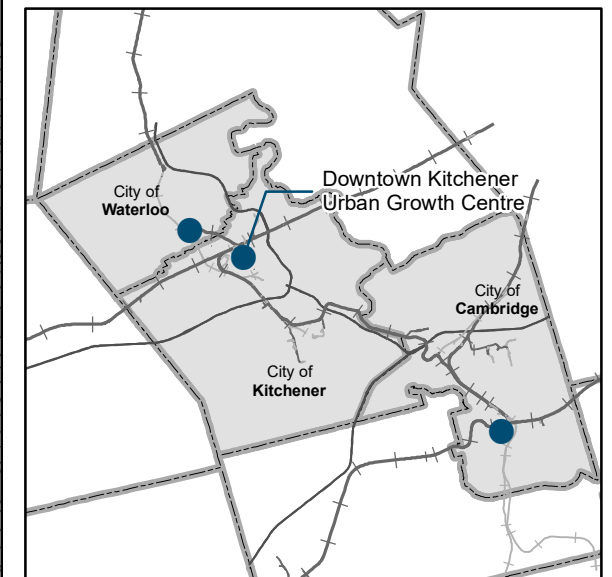 City of
Waterloo
Downtown Kitchener
Urban Growth Centre
City of
Cambridge
City of
Kitchener